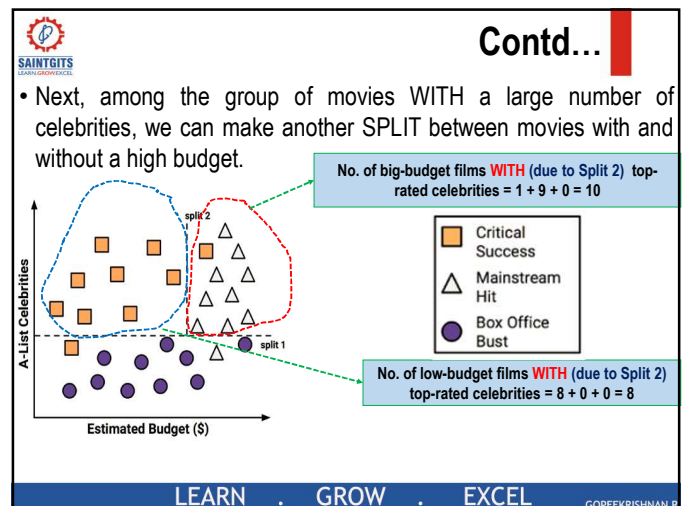 SAINTGITS
LEARN.GROW.EXCEL
Contd...
• Next, among the group of movies WITH a large number of
celebrities, we can make another SPLIT between movies with and
without a high budget.
No. of big-budget films WITH (due to Split 2) top-
rated celebrities = 1 + 9 + 0 = 10
split 2
A-List Celebrities
split 1
Estimated Budget ($)
Critical
Success
Mainstream
Hit
Box Office
Bust
No. of low-budget films WITH (due to Split 2)
top-rated celebrities = 8 + 0 + 0 = 8
LEARN . GROW . EXCEL
GOPEEKRISHNAN R